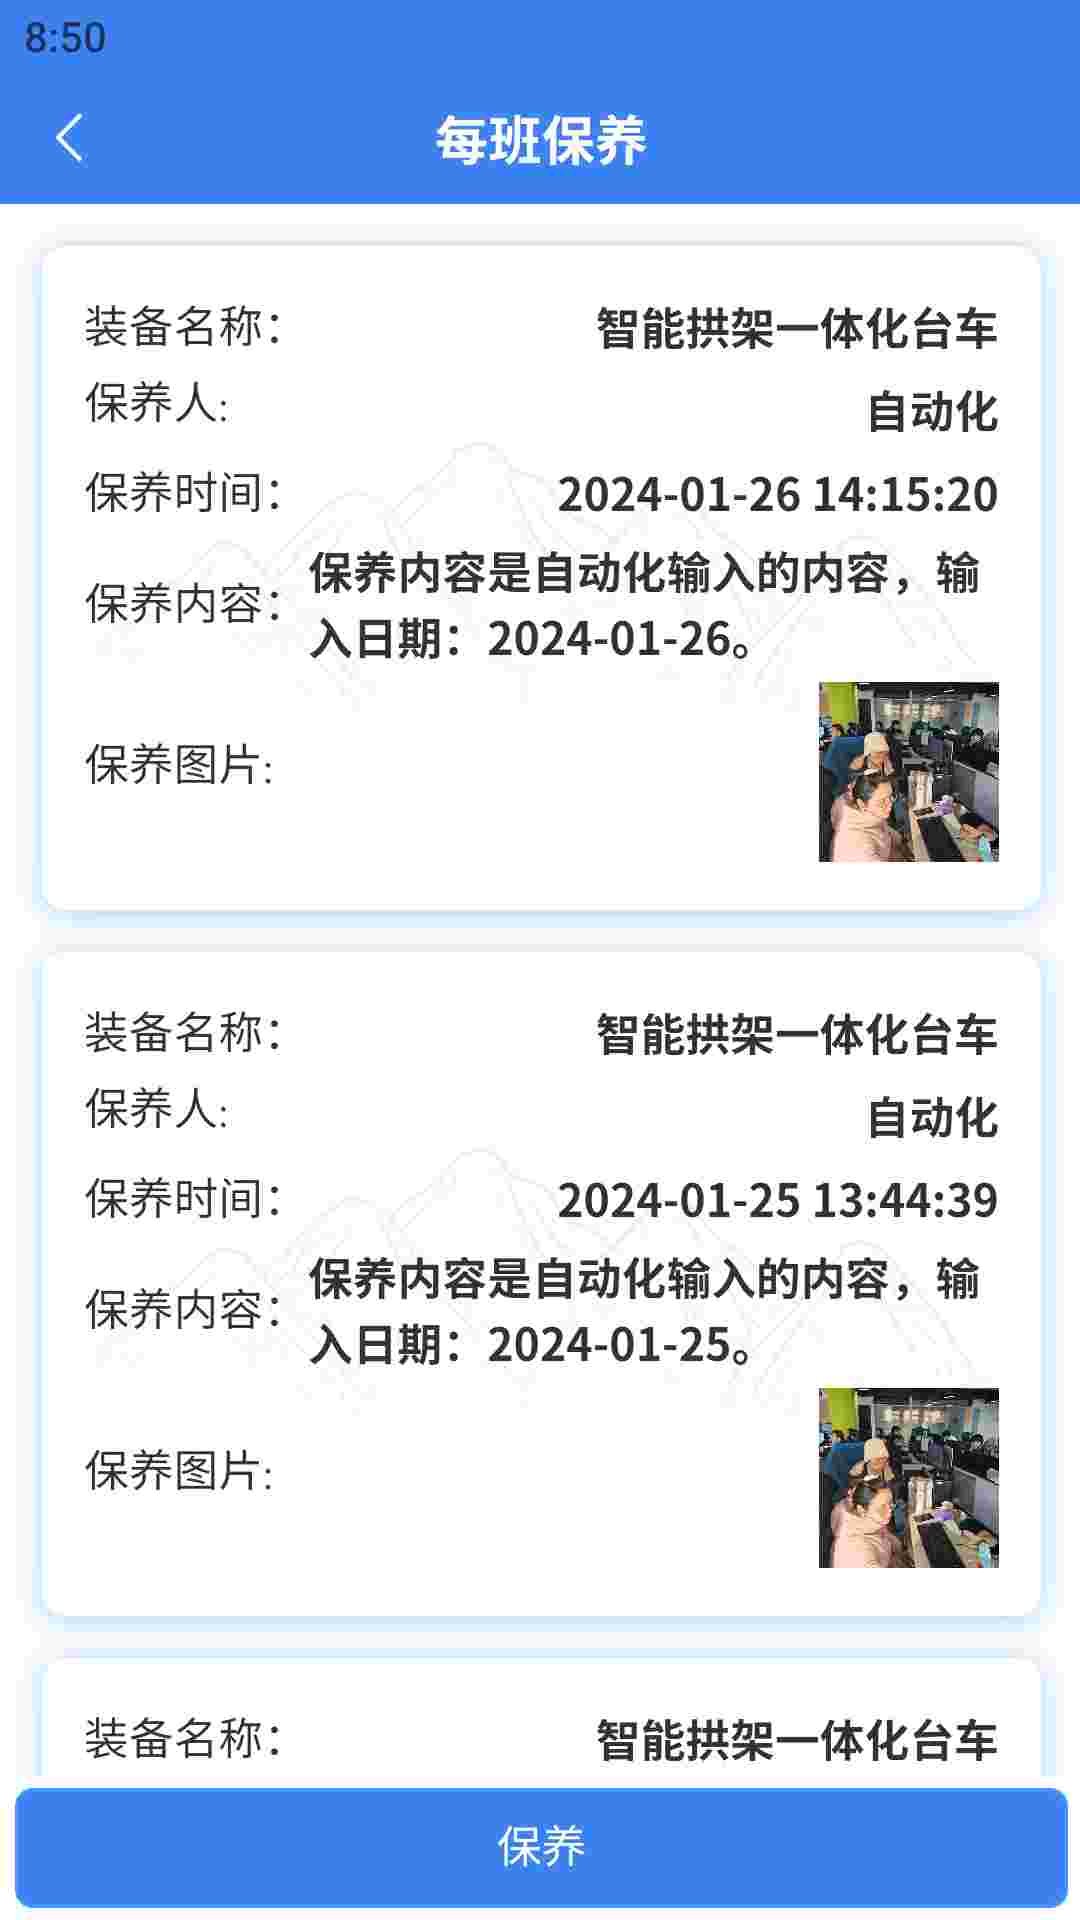 8:50
每班保养
装备名称： 智能拱架一体化台车
保养人: 自动化
保养时间： 2024-01-26 14:15:20
保养内容： 保养内容是自动化输入的内容，输
入日期：2024-01-26。
保养图片:
装备名称： 智能拱架一体化台车
保养人: 自动化
保养时间： 2024-01-25 13:44:39
保养内容： 保养内容是自动化输入的内容，输
入日期：2024-01-25。
保养图片:
装备名称： 智能拱架一体化台车
保养